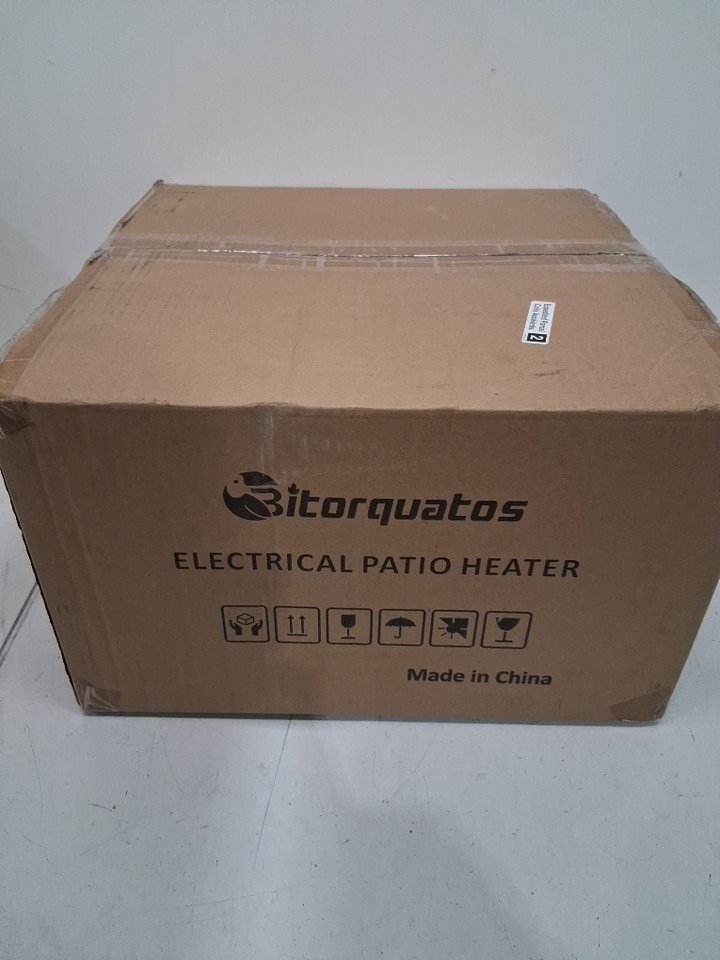 2
Bitorquatos
ELECTRICAL PATIO HEATER
Made in China